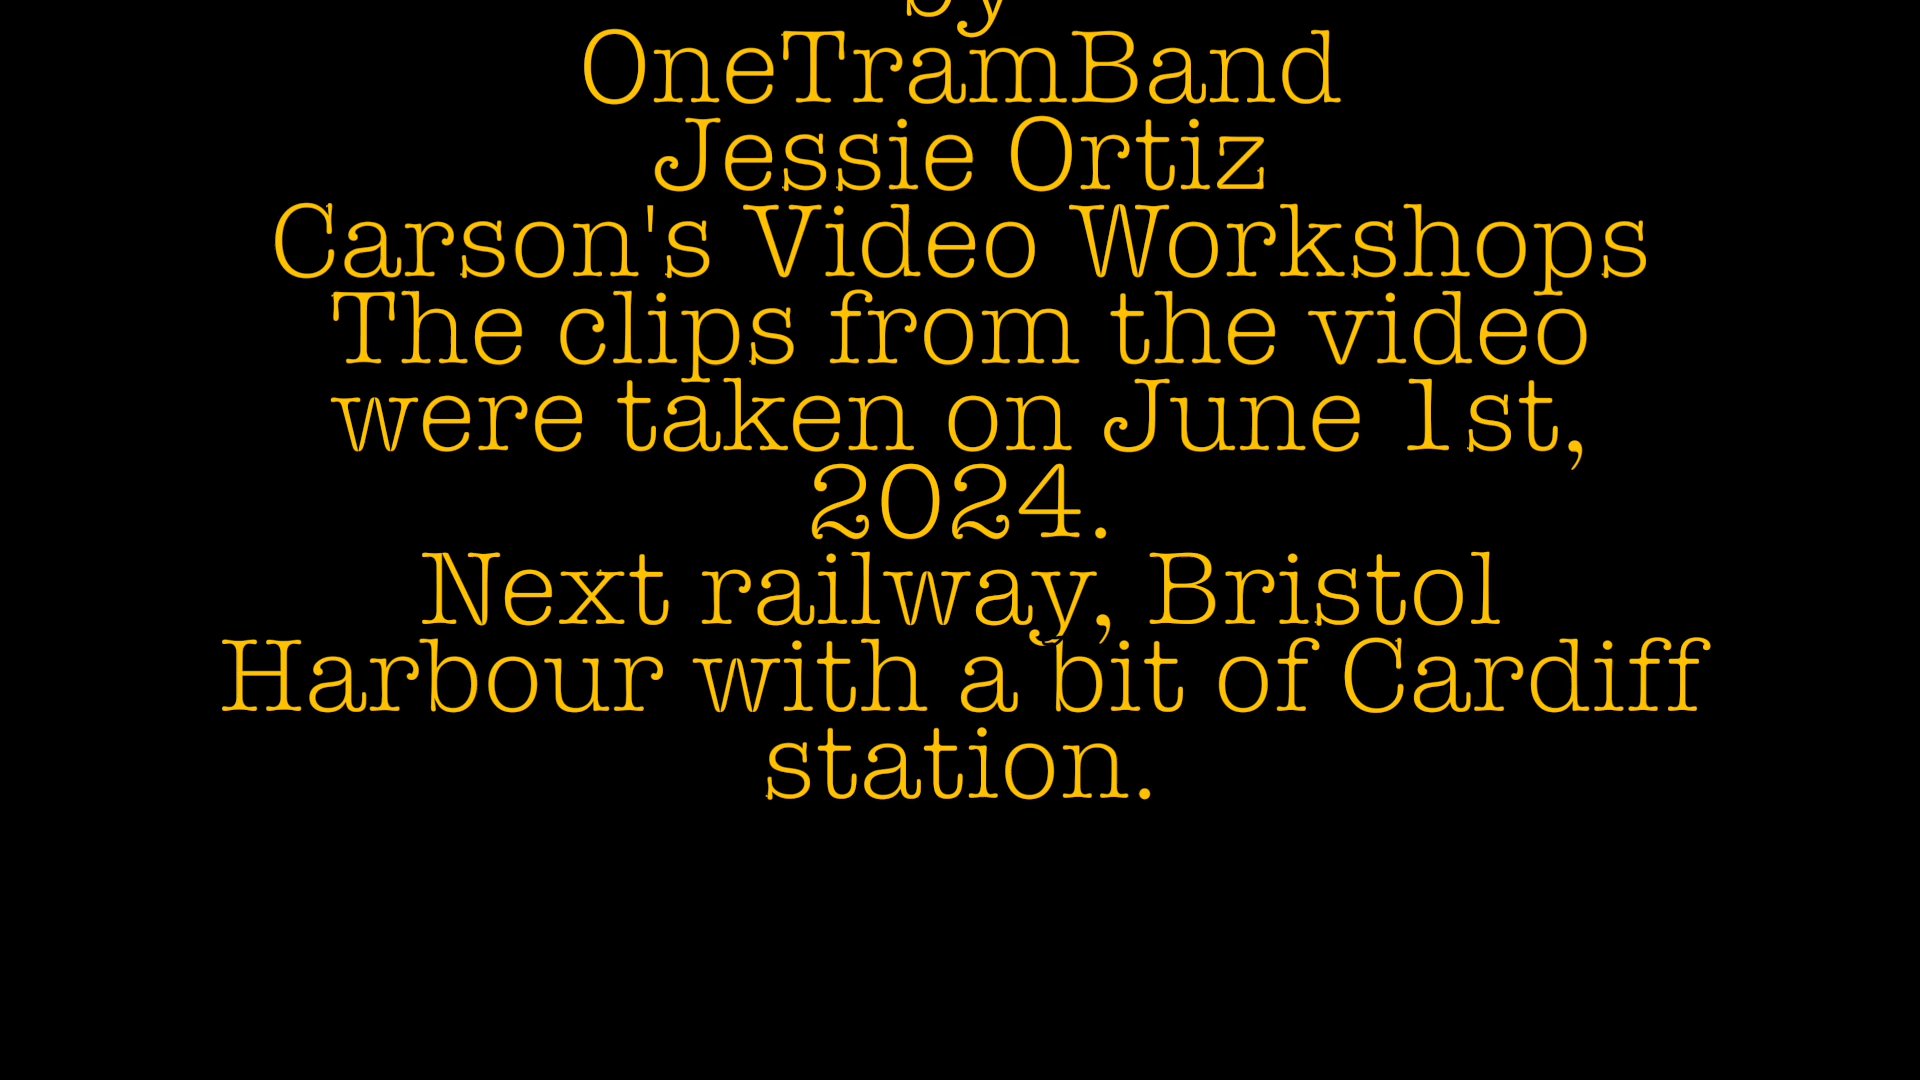 by
OneTramBand
Jessie Ortiz
Carson's Video Workshops
The clips from the video
were taken on June 1st,
2024.
Next railway, Bristol
Harbour with a bit of Cardiff
station.